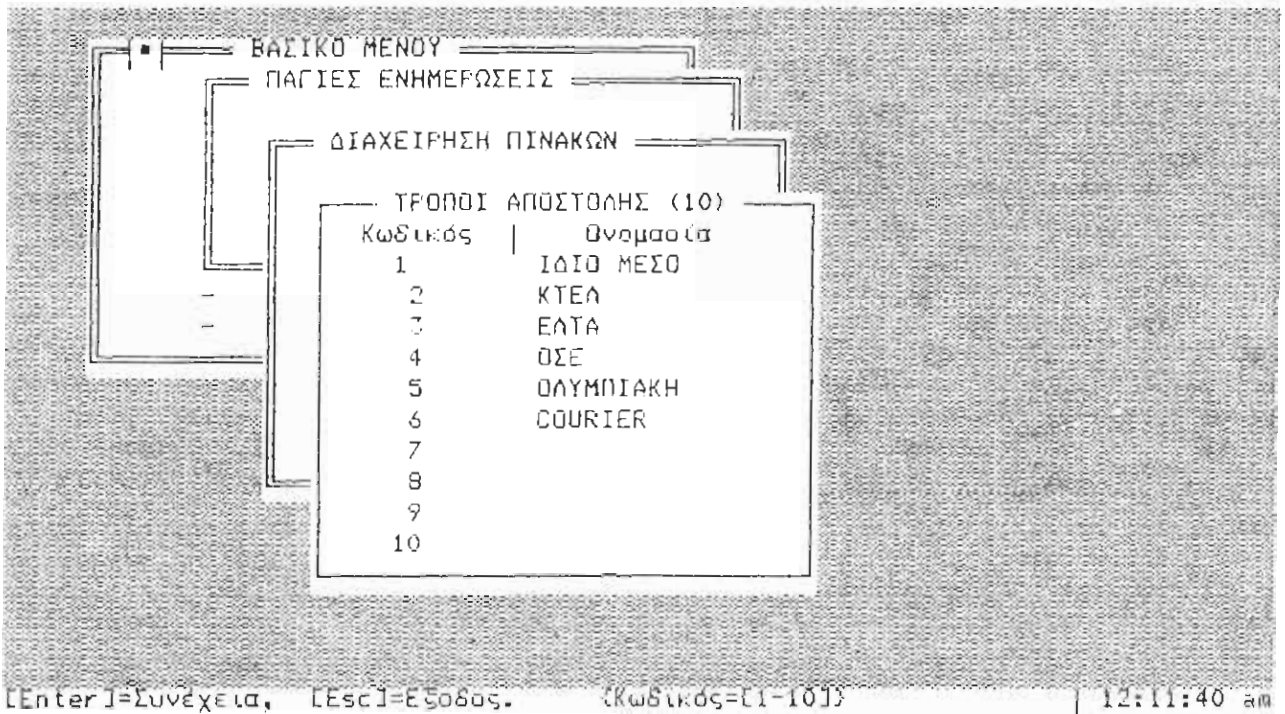 ΒΑΣΙΚΟ ΜΕΝΟΥ
ΠΑΓΙΕΣ ΕΝΗΜΕΡΩΣΕΙΣ
ΔΙΑΧΕΙΡΗΣΗ ΠΙΝΑΚΩΝ
ΤΡΟΠΟΙ ΑΠΟΣΤΟΛΗΣ (10)
Κωδικός | Ονομασία
1 ΙΔΙΟ ΜΕΣΟ
2 ΚΤΕΛ
3 ΕΛΤΑ
4 ΟΣΕ
5 ΟΛΥΜΠΙΑΚΗ
6 COURIER
7
8
9
10
[Enter]=Συνέχεια, [Esc]=Εξοδος. {Κωδικός=[1-10]} | 12:11:40 am